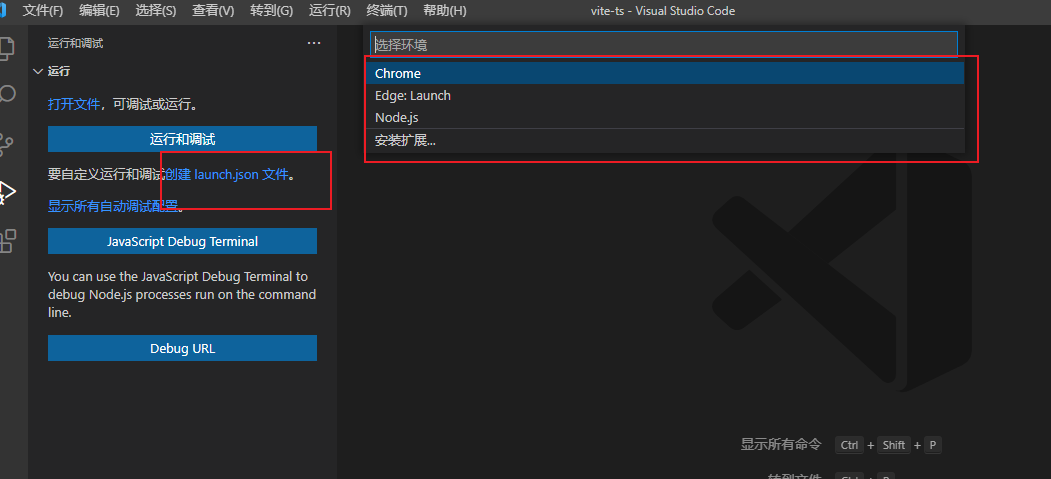 文件(F) 编辑(E) 选择(S) 查看(V) 转到(G) 运行(R) 终端(T) 帮助(H) vite-ts - Visual Studio Code
运行和调试 ...
选择环境
运行
Chrome
打开文件，可调试或运行。
Edge: Launch
Node.js
运行和调试
安装扩展...
要自定义运行和调试创建 launch.json 文件。
显示所有自动调试配置。
JavaScript Debug Terminal
You can use the JavaScript Debug Terminal to
debug Node.js processes run on the command
line.
Debug URL
显示所有命令 Ctrl + Shift + P